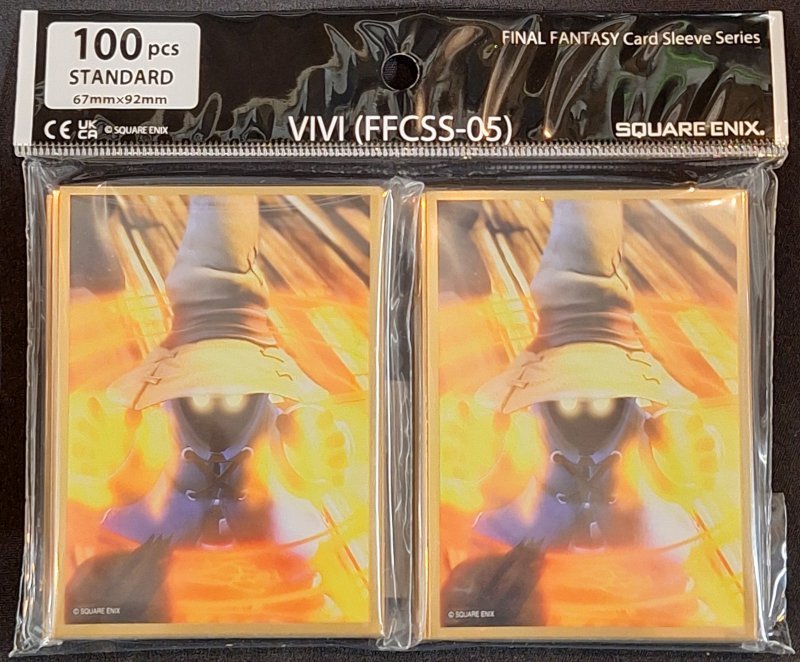 100 pcs
STANDARD
67mm×92mm
CE UK CA © SQUARE ENIX
FINAL FANTASY Card Sleeve Series
VIVI (FFCSS-05)
SQUARE ENIX.
© SQUARE ENIX
© SQUARE ENIX